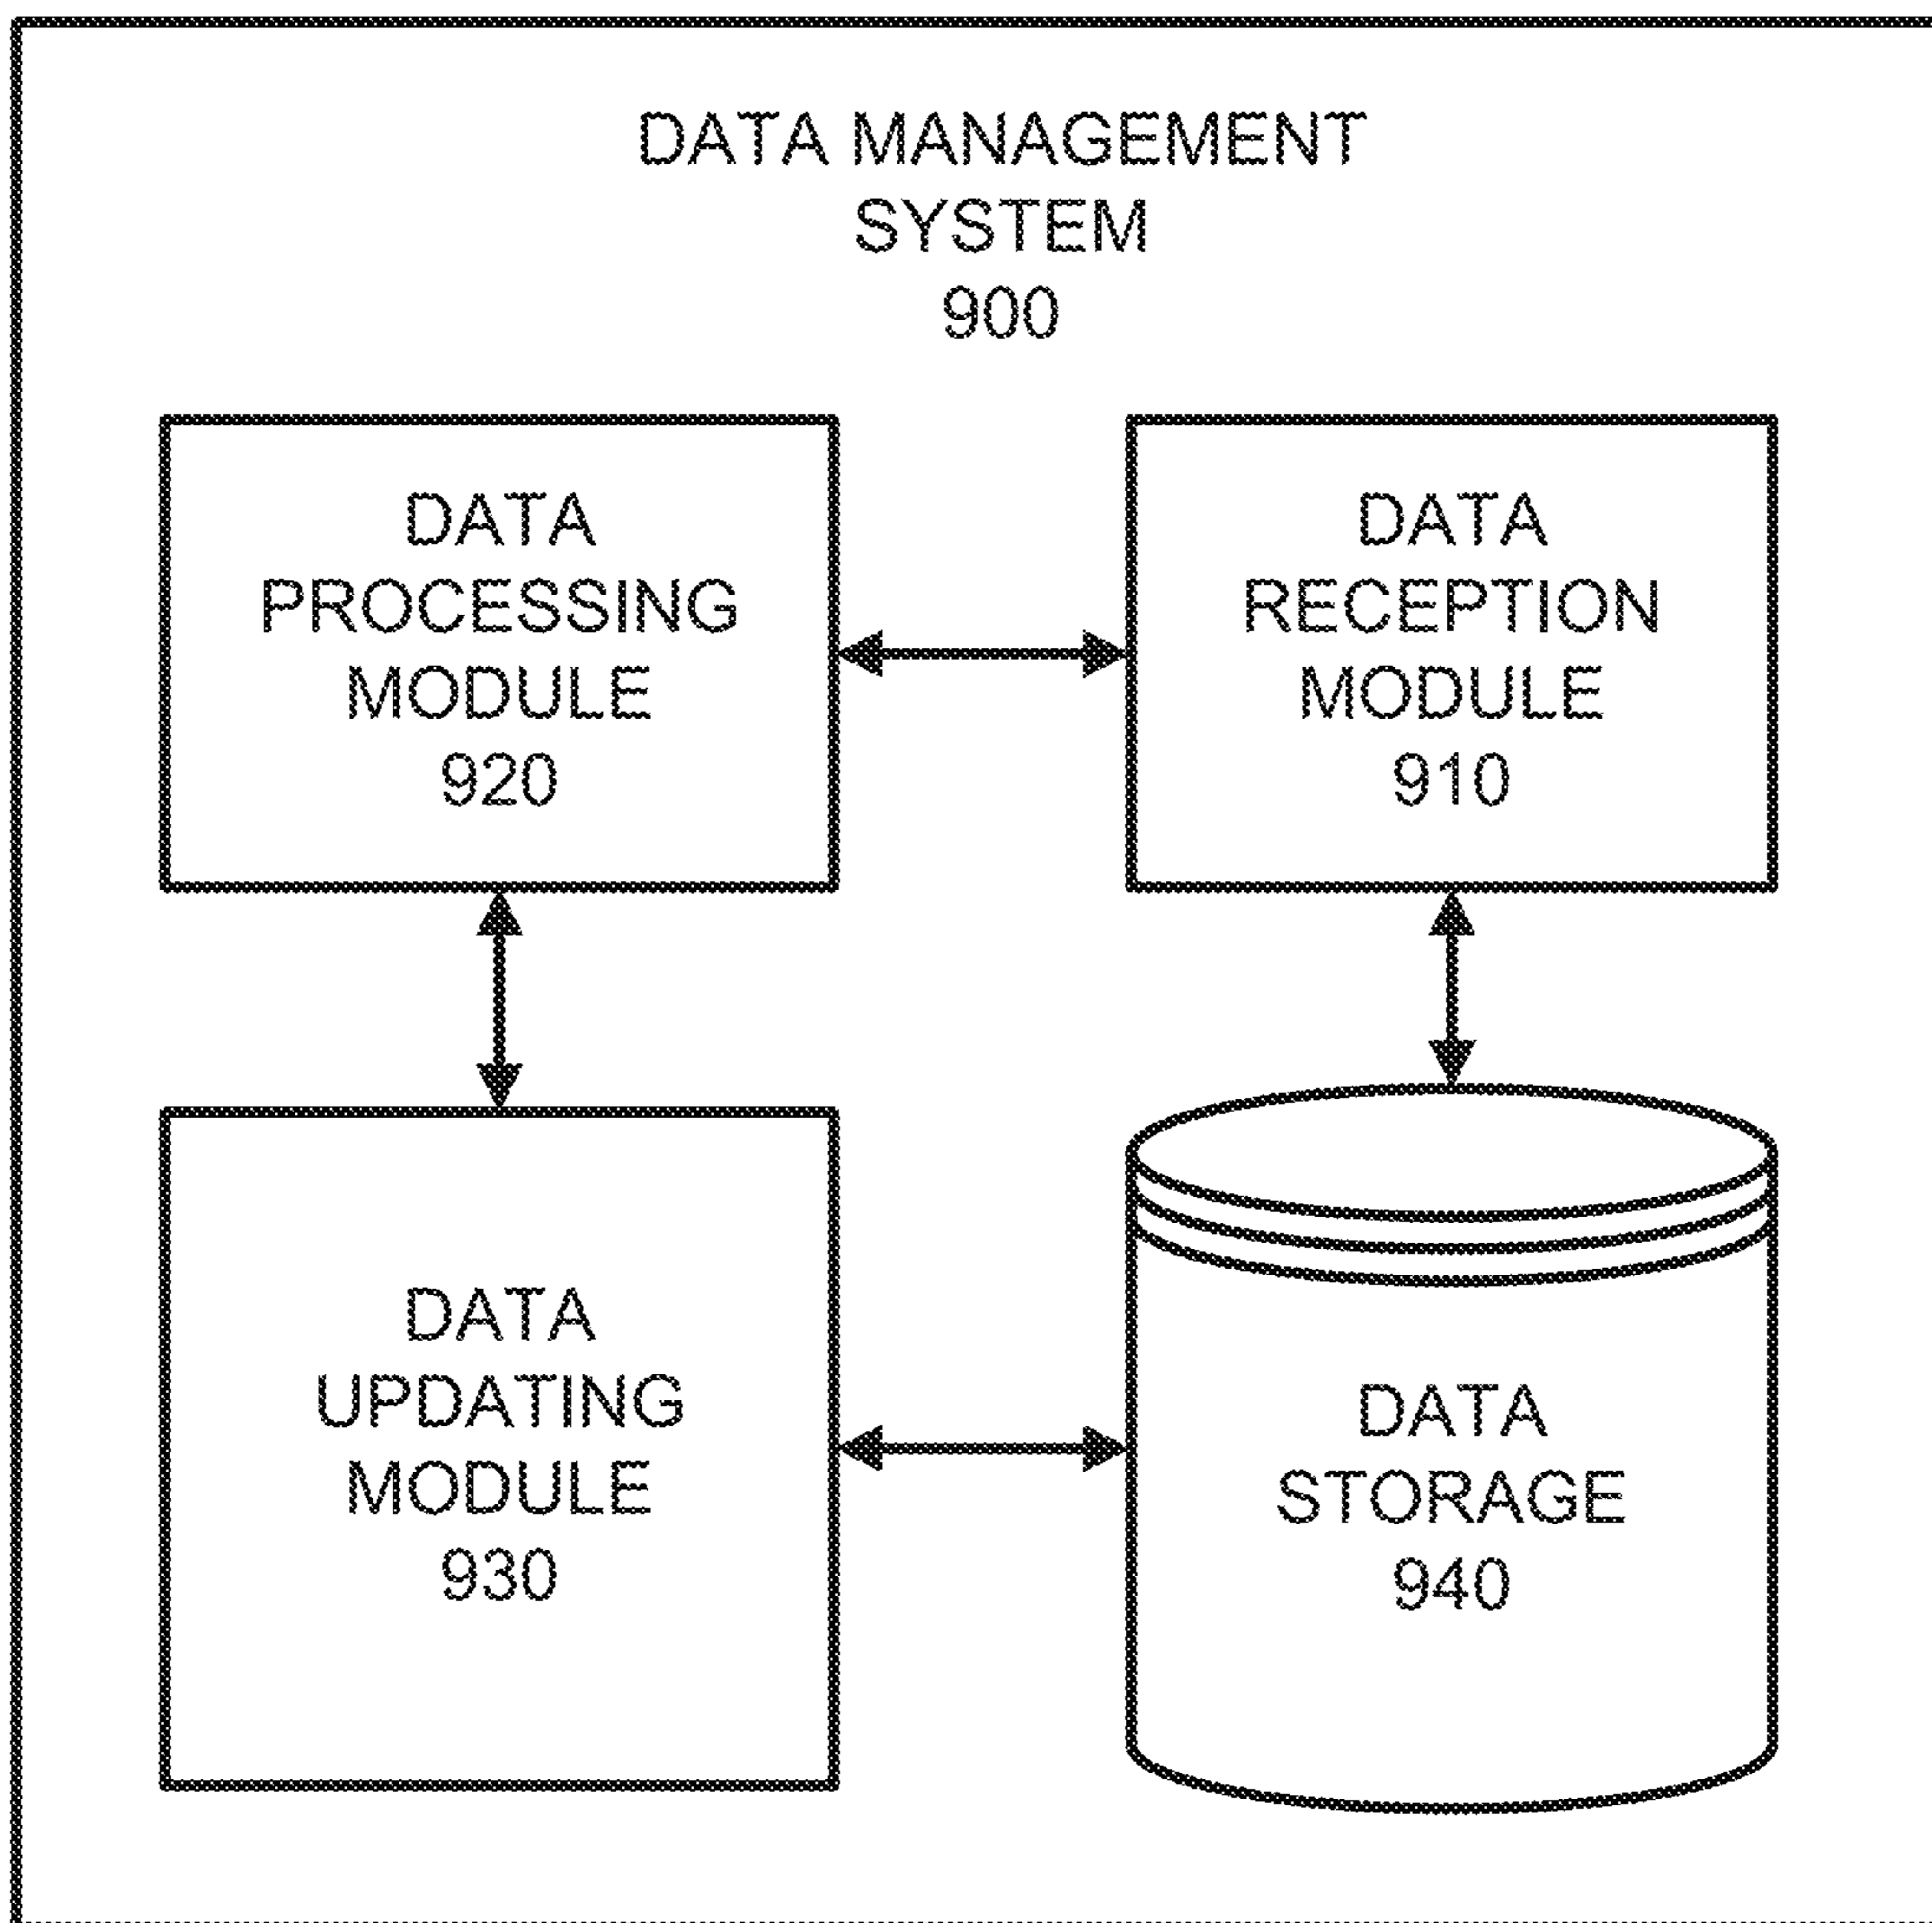 DATA MANAGEMENT
SYSTEM
900
DATA
PROCESSING
MODULE
920
DATA
RECEPTION
MODULE
910
DATA
UPDATING
MODULE
930
DATA
STORAGE
940